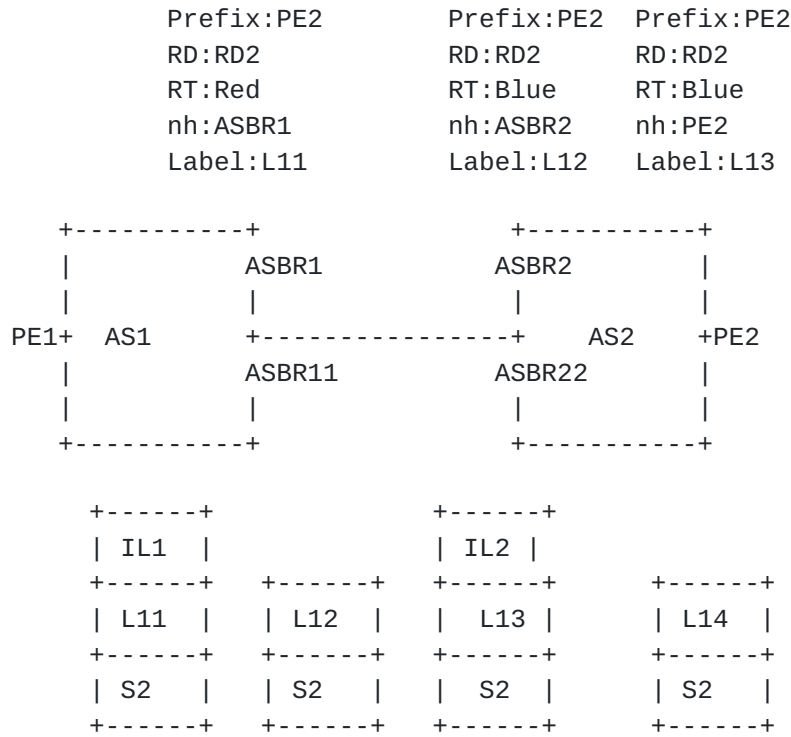 Prefix:PE2 Prefix:PE2 Prefix:PE2
RD:RD2 RD:RD2 RD:RD2
RT:Red RT:Blue RT:Blue
nh:ASBR1 nh:ASBR2 nh:PE2
Label:L11 Label:L12 Label:L13
+-----------+ +-----------+
| ASBR1 ASBR2 |
| | | |
PE1+ AS1 +----------------+ AS2 +PE2
| ASBR11 ASBR22 |
| | | |
+-----------+ +-----------+
+------+ +------+
| IL1 | | IL2 |
+------+ +------+ +------+ +------+
| L11 | | L12 | | L13 | | L14 |
+------+ +------+ +------+ +------+
| S2 | | S2 | | S2 | | S2 |
+------+ +------+ +------+ +------+